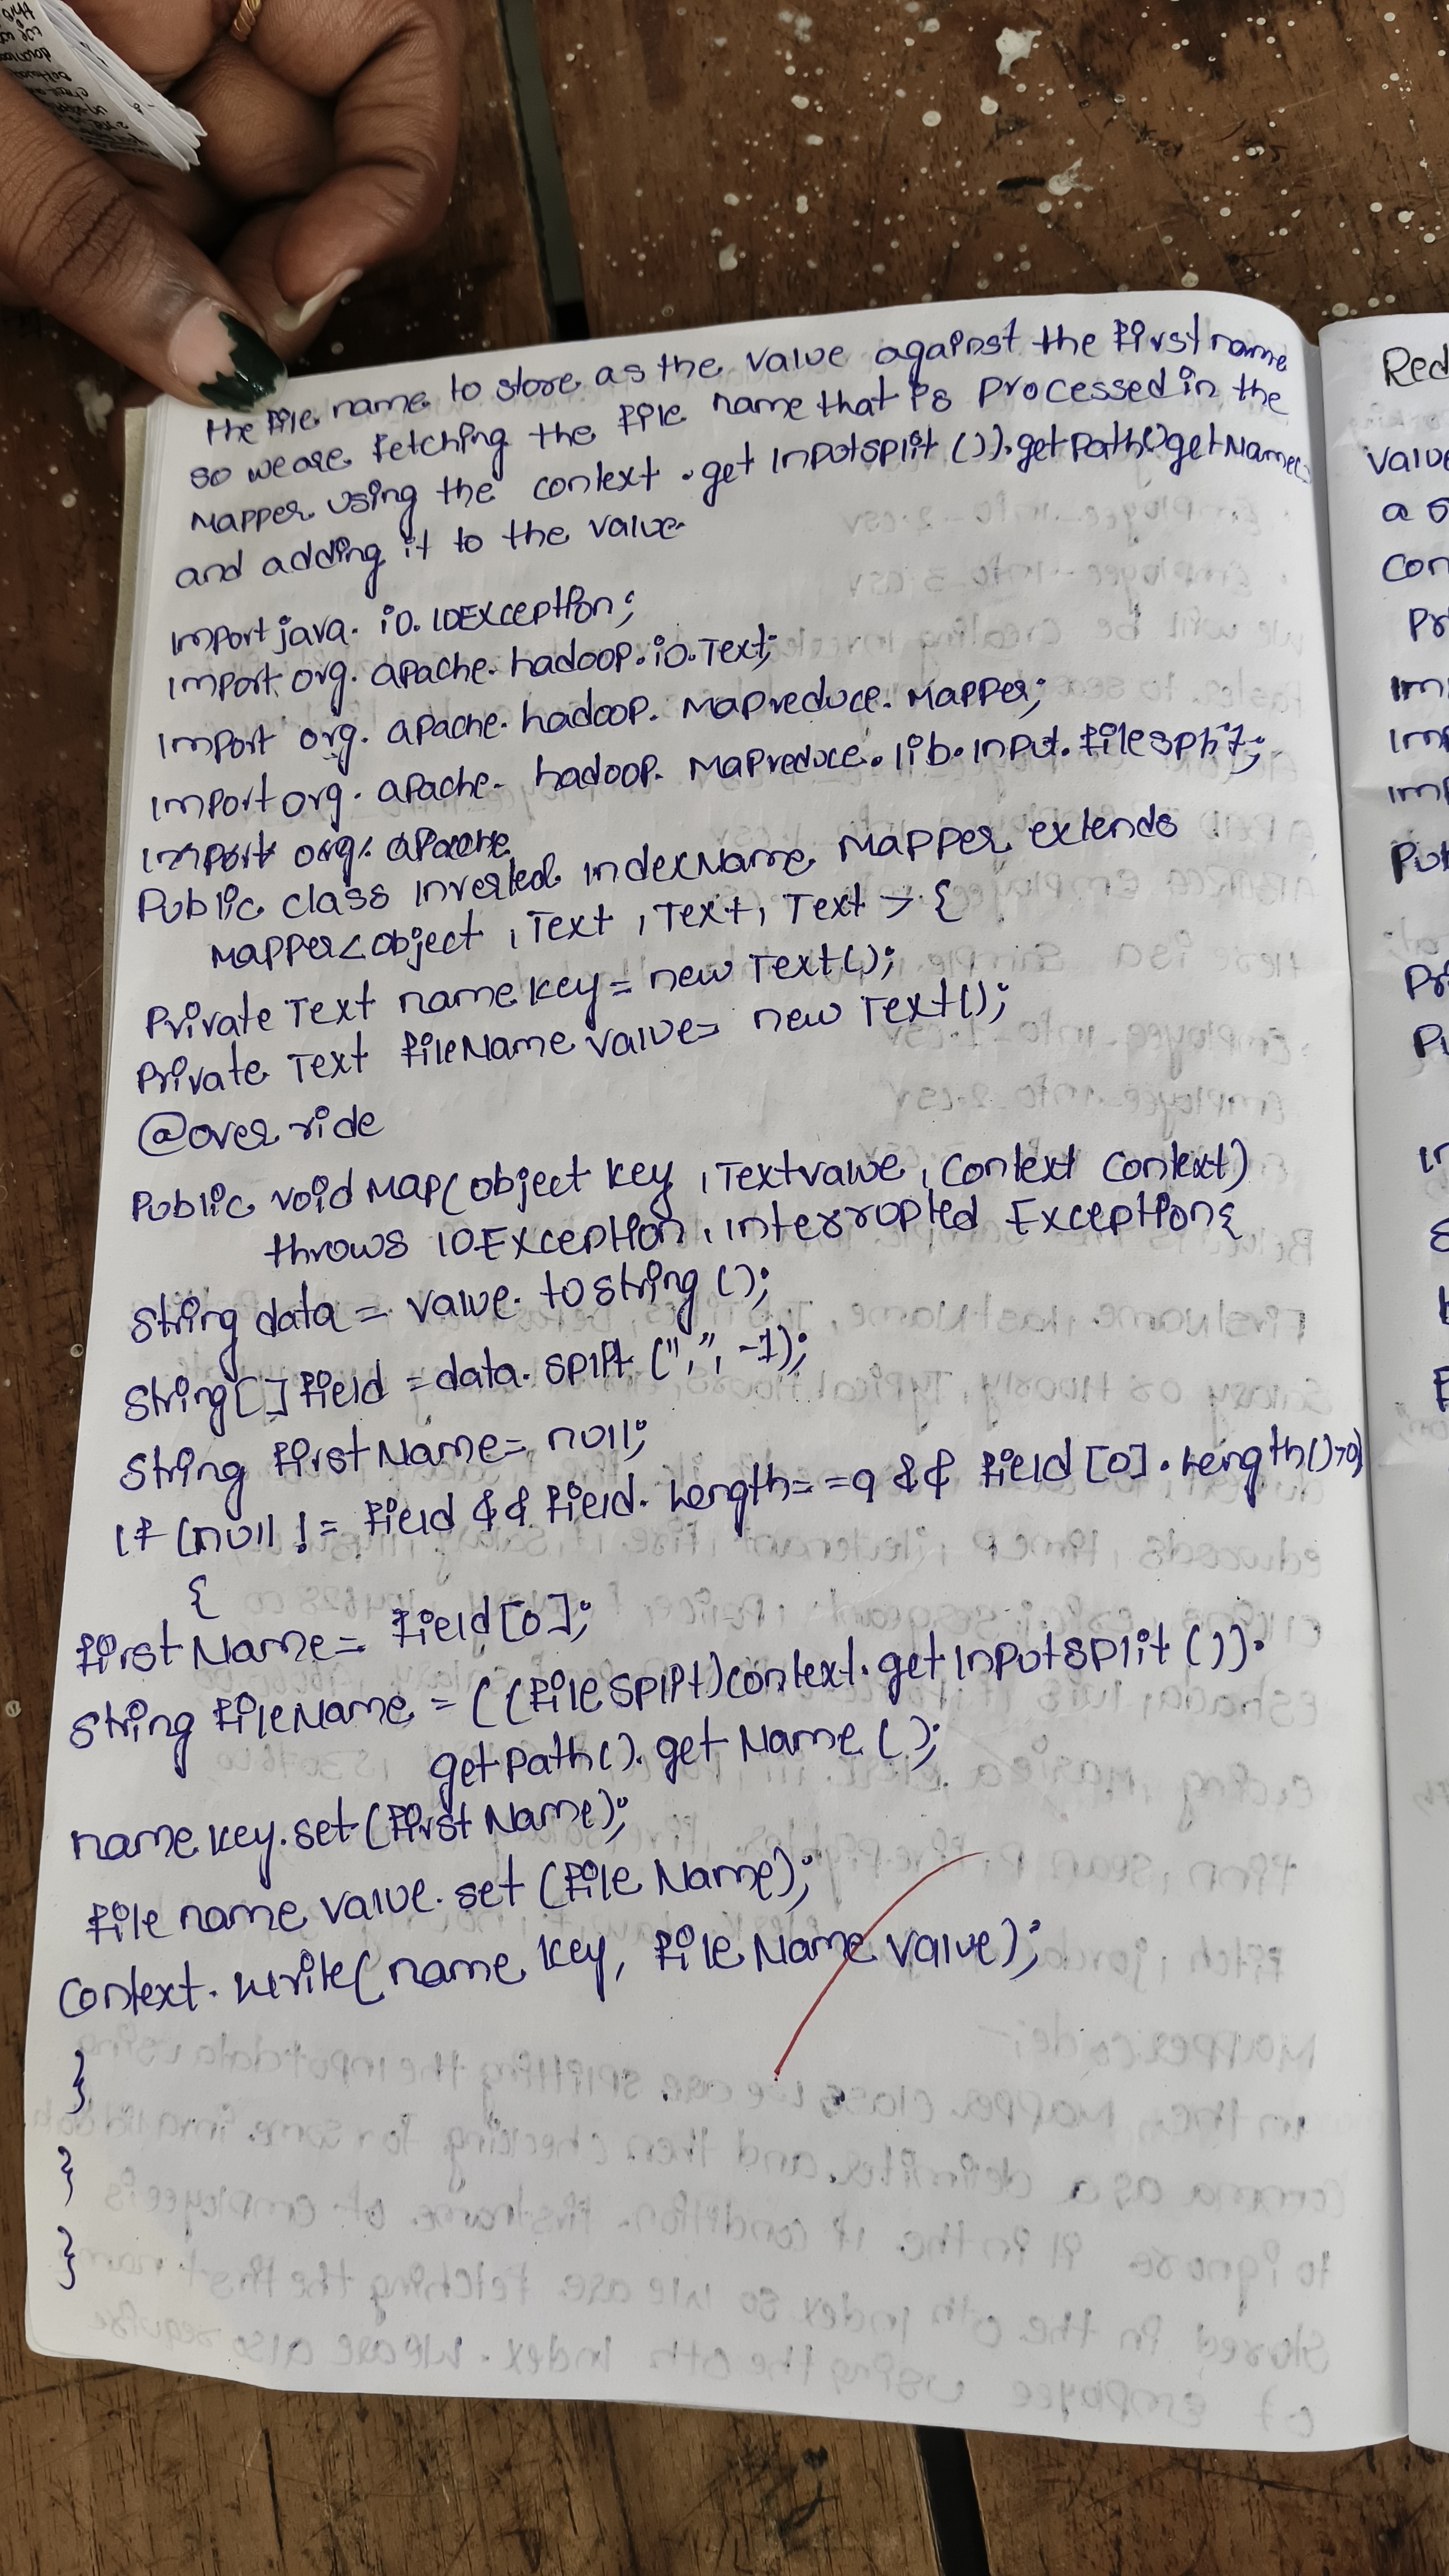 the file name to store as the value against the first name
so we are fetching the file name that is processed in the
Mapper using the context .get Inputsplit ()).getpath()getName()
and adding it to the value.
Import java. io. IOException;
Import org. apache. hadoop. io. Text;
Import org. apache. hadoop. Mapreduce. Mapper;
Import org. apache. hadoop. Mapreduce. lib. Input. filesplit;
Import org. apache
Public class Inverted IndexName Mapper extends
Mapper<object , Text , Text, Text > {
Private Text name key = new Text();
Private Text fileName value = new Text();
@over ride
Public void Map( object key , Text value , Context Context)
throws IOException , Interrupted Exception{
String data = value. to string ();
String[] field = data. split (",", -1);
String first Name = null;
If (null != field && field. Length==9 && field [0]. Length()>0)
{
first Name = field [0];
String fileName = ((file split)context. get Inputsplit ()).
get path(). get Name ();
name key. set (first Name);
file name value. set (file Name);
Context. write( name key, file Name value);
}
}
}
Red
value
a s
Con
Pr
Im
Imp
Imp
Pub
Pr
Pu
In